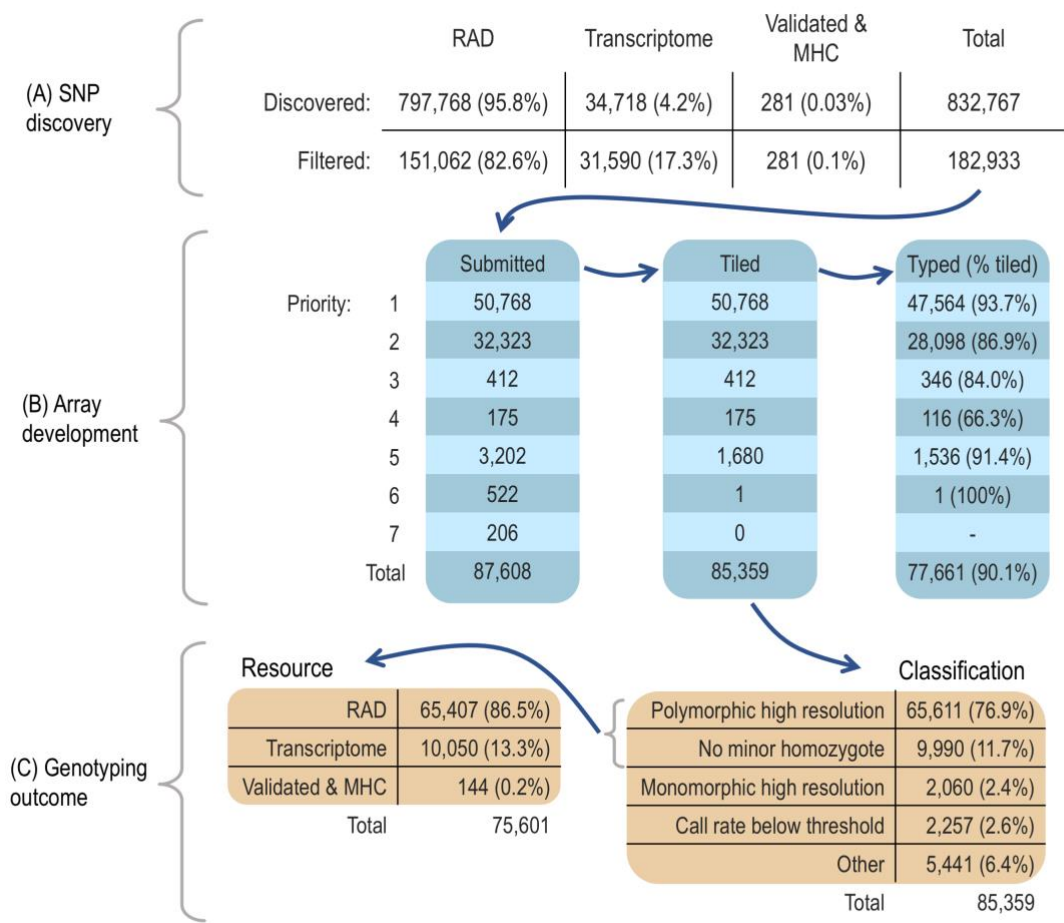 RAD Transcriptome Validated & MHC Total
(A) SNP discovery
Discovered: 797,768 (95.8%) 34,718 (4.2%) 281 (0.03%) 832,767
Filtered: 151,062 (82.6%) 31,590 (17.3%) 281 (0.1%) 182,933
(B) Array development
Submitted Tiled Typed (% tiled)
Priority: 1 50,768 50,768 47,564 (93.7%)
2 32,323 32,323 28,098 (86.9%)
3 412 412 346 (84.0%)
4 175 175 116 (66.3%)
5 3,202 1,680 1,536 (91.4%)
6 522 1 1 (100%)
7 206 0 -
Total 87,608 85,359 77,661 (90.1%)
(C) Genotyping outcome
Resource
RAD 65,407 (86.5%)
Transcriptome 10,050 (13.3%)
Validated & MHC 144 (0.2%)
Total 75,601
Classification
Polymorphic high resolution 65,611 (76.9%)
No minor homozygote 9,990 (11.7%)
Monomorphic high resolution 2,060 (2.4%)
Call rate below threshold 2,257 (2.6%)
Other 5,441 (6.4%)
Total 85,359